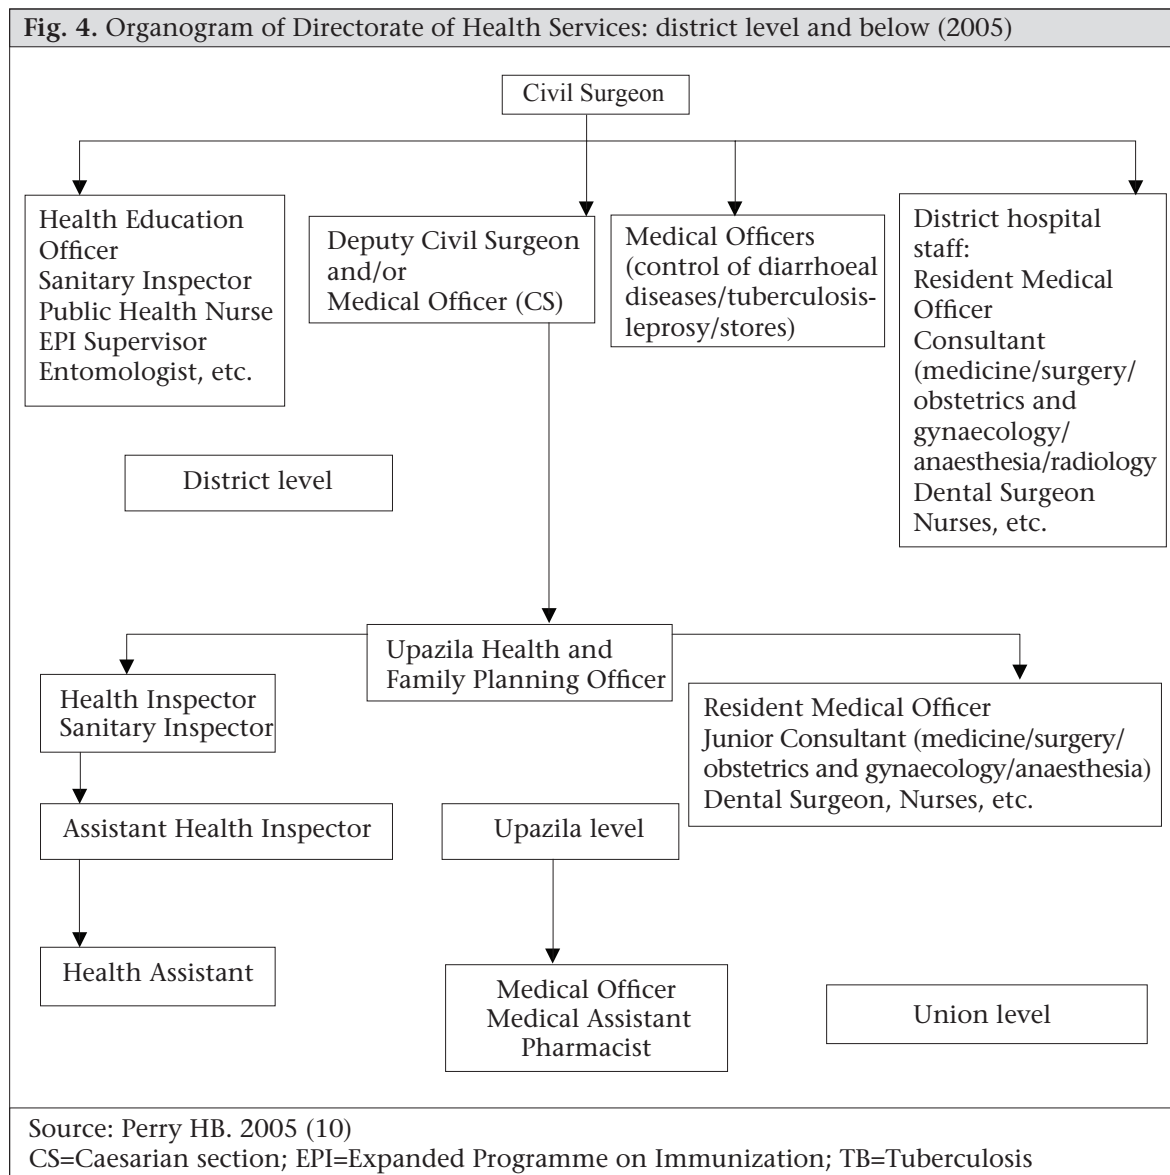 Fig. 4. Organogram of Directorate of Health Services: district level and below (2005)
Civil Surgeon
Health Education
Officer
Sanitary Inspector
Public Health Nurse
EPI Supervisor
Entomologist, etc.
Deputy Civil Surgeon
and/or
Medical Officer (CS)
Medical Officers
(control of diarrhoeal
diseases/tuberculosis-
leprosy/stores)
District hospital
staff:
Resident Medical
Officer
Consultant
(medicine/surgery/
obstetrics and
gynaecology/
anaesthesia/radiology
Dental Surgeon
Nurses, etc.
District level
Upazila Health and
Family Planning Officer
Health Inspector
Sanitary Inspector
Resident Medical Officer
Junior Consultant (medicine/surgery/
obstetrics and gynaecology/anaesthesia)
Dental Surgeon, Nurses, etc.
Assistant Health Inspector
Upazila level
Health Assistant
Medical Officer
Medical Assistant
Pharmacist
Union level
Source: Perry HB. 2005 (10)
CS=Caesarian section; EPI=Expanded Programme on Immunization; TB=Tuberculosis